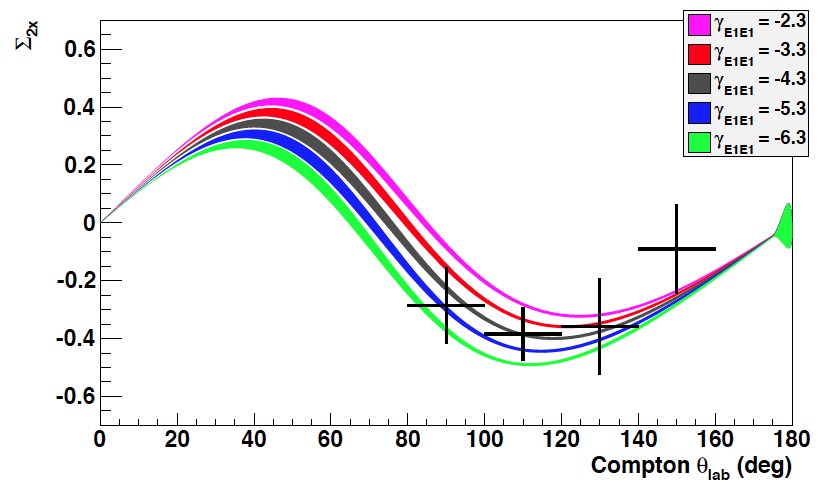 Σ2x
0.6
0.4
0.2
0
-0.2
-0.4
-0.6
0 20 40 60 80 100 120 140 160 180
Compton θlab (deg)
γE1E1 = -2.3
γE1E1 = -3.3
γE1E1 = -4.3
γE1E1 = -5.3
γE1E1 = -6.3